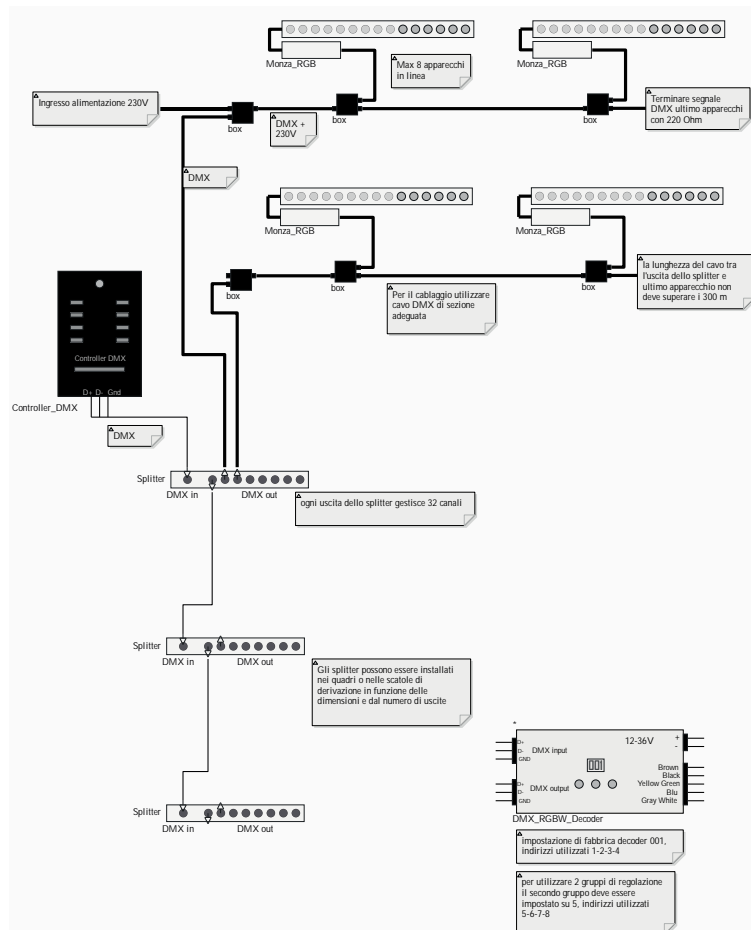 Monza_RGB
Max 8 apparecchi
in linea
Monza_RGB
Ingresso alimentazione 230V
box
DMX +
230V
box
box
Terminare segnale
DMX ultimo apparecchi
con 220 Ohm
DMX
Monza_RGB
Monza_RGB
box
box
box
Per il cablaggio utilizzare
cavo DMX di sezione
adeguata
la lunghezza del cavo tra
l'uscita dello splitter e
ultimo apparecchio non
deve superare i 300 m
Controller DMX
D+ D- Gnd
Controller_DMX
DMX
Splitter
DMX in
DMX out
ogni uscita dello splitter gestisce 32 canali
Splitter
DMX in
DMX out
Gli splitter possono essere installati
nei quadri o nelle scatole di
derivazione in funzione delle
dimensioni e dal numero di uscite
Splitter
DMX in
DMX out
*
D+
D-
GND
DMX input
12-36V
+
-
D+
D-
GND
DMX output
Brown
Black
Yellow Green
Blu
Gray White
DMX_RGBW_Decoder
impostazione di fabbrica decoder 001,
indirizzi utilizzati 1-2-3-4
per utilizzare 2 gruppi di regolazione
il secondo gruppo deve essere
impostato su 5, indirizzi utilizzati
5-6-7-8